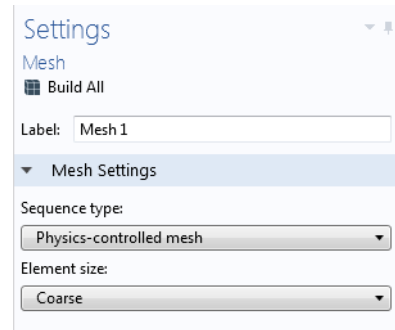 Settings
Mesh
Build All
Label: Mesh 1
Mesh Settings
Sequence type:
Physics-controlled mesh
Element size:
Coarse